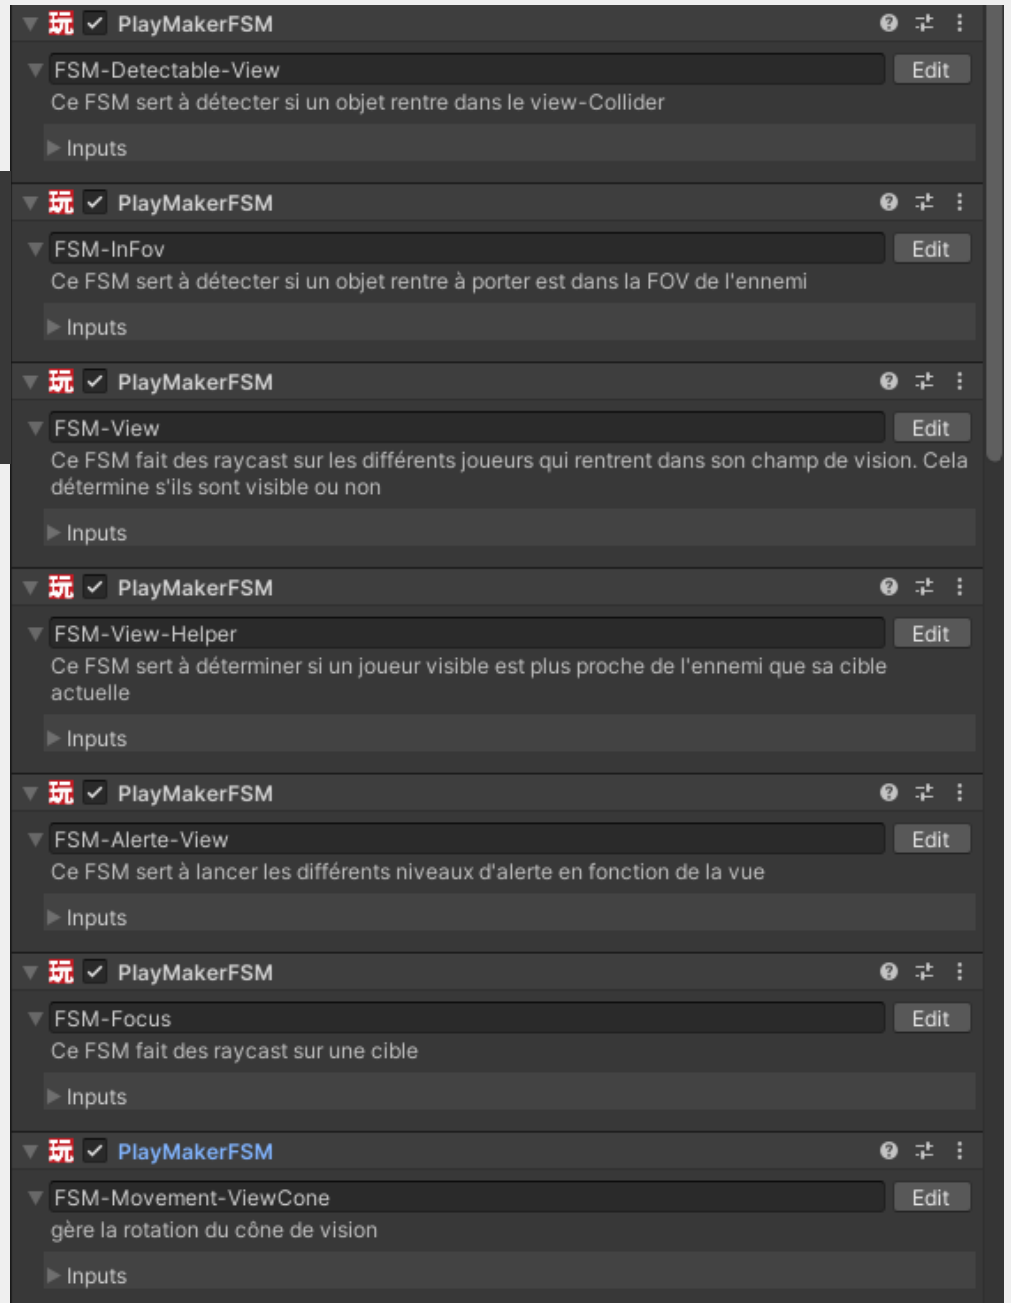 玩 PlayMakerFSM
FSM-Detectable-View Edit
Ce FSM sert à détecter si un objet rentre dans le view-Collider
Inputs
玩 PlayMakerFSM
FSM-InFov Edit
Ce FSM sert à détecter si un objet rentre à porter est dans la FOV de l'ennemi
Inputs
玩 PlayMakerFSM
FSM-View Edit
Ce FSM fait des raycast sur les différents joueurs qui rentrent dans son champ de vision. Cela
détermine s'ils sont visible ou non
Inputs
玩 PlayMakerFSM
FSM-View-Helper Edit
Ce FSM sert à déterminer si un joueur visible est plus proche de l'ennemi que sa cible
actuelle
Inputs
玩 PlayMakerFSM
FSM-Alerte-View Edit
Ce FSM sert à lancer les différents niveaux d'alerte en fonction de la vue
Inputs
玩 PlayMakerFSM
FSM-Focus Edit
Ce FSM fait des raycast sur une cible
Inputs
玩 PlayMakerFSM
FSM-Movement-ViewCone Edit
gère la rotation du cône de vision
Inputs